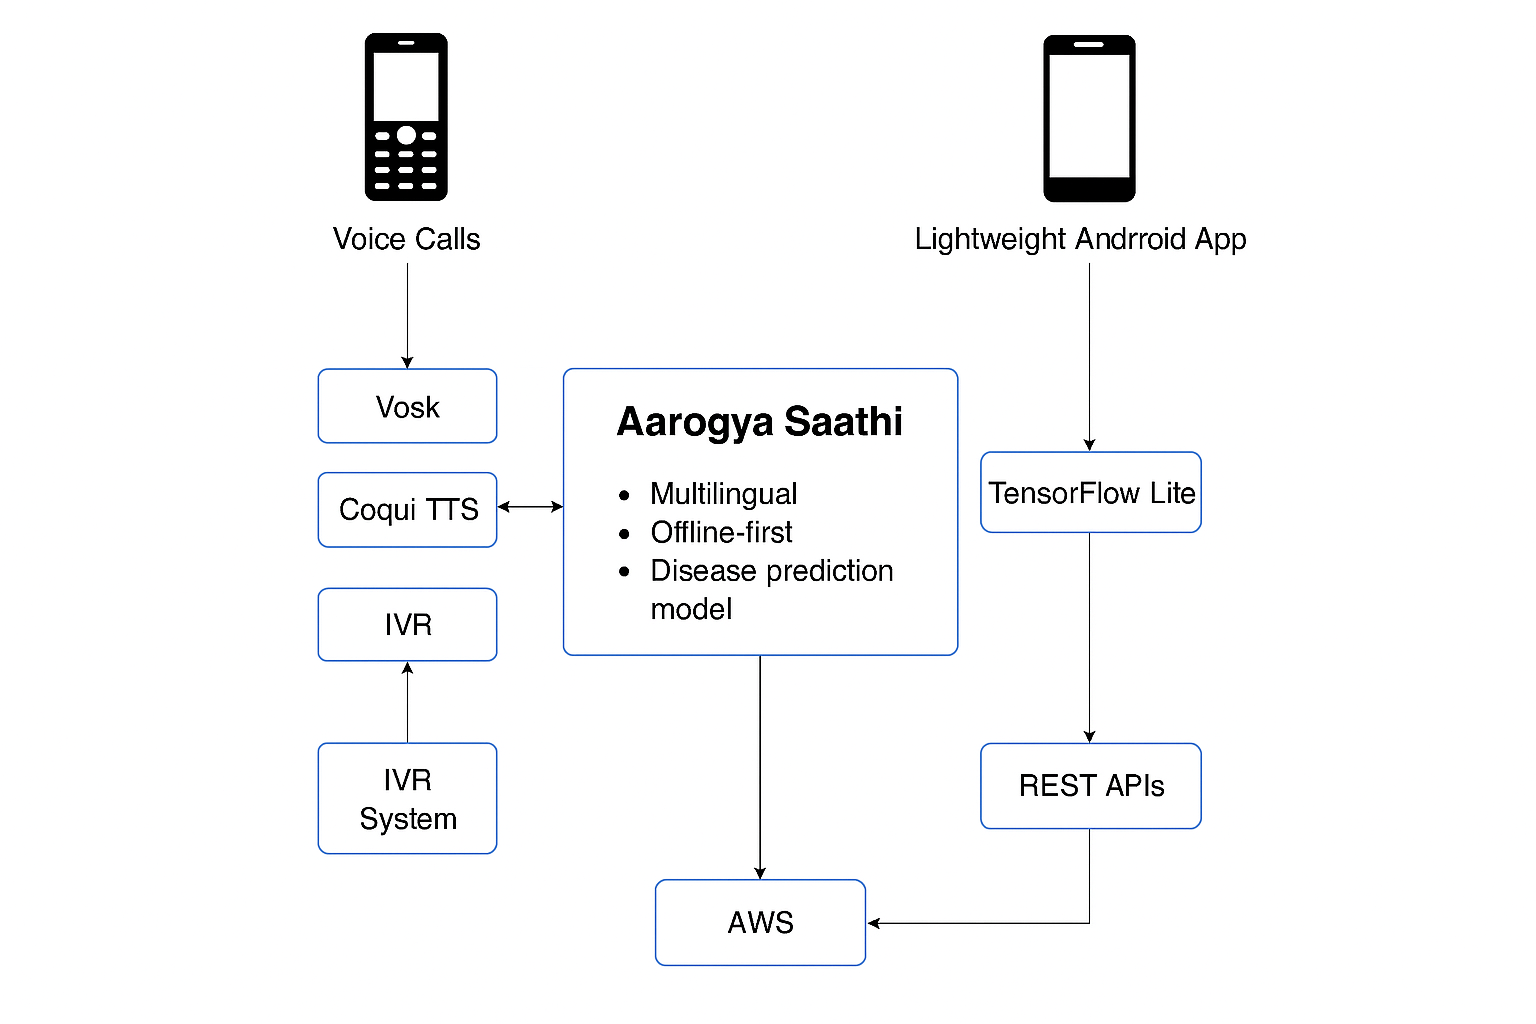 Voice Calls
Lightweight Andrroid App
Vosk
Coqui TTS
IVR
IVR
System
Aarogya Saathi
• Multilingual
• Offline-first
• Disease prediction
model
TensorFlow Lite
REST APIs
AWS